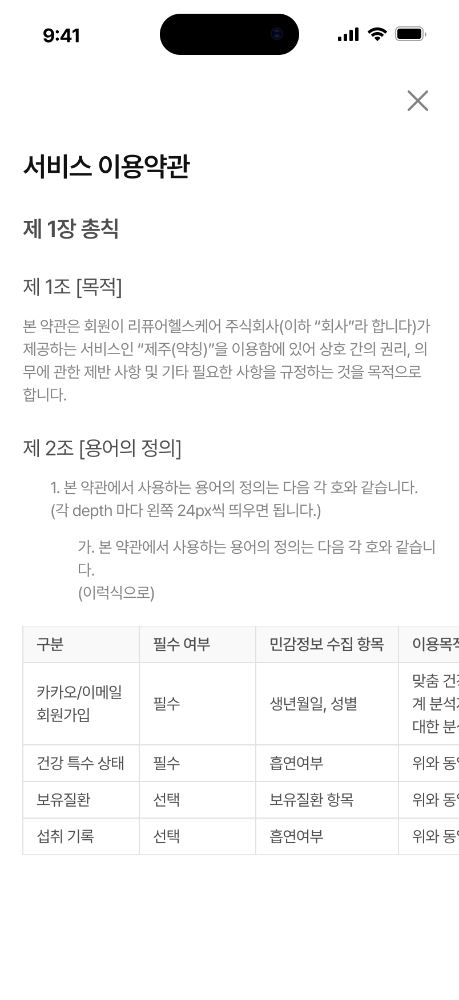 9:41
서비스 이용약관
제 1장 총칙
제 1조 [목적]
본 약관은 회원이 리퓨어헬스케어 주식회사(이하 “회사”라 합니다)가
제공하는 서비스인 “제주(약칭)”을 이용함에 있어 상호 간의 권리, 의
무에 관한 제반 사항 및 기타 필요한 사항을 규정하는 것을 목적으로
합니다.
제 2조 [용어의 정의]
1. 본 약관에서 사용하는 용어의 정의는 다음 각 호와 같습니다.
(각 depth 마다 왼쪽 24px씩 띄우면 됩니다.)
가. 본 약관에서 사용하는 용어의 정의는 다음 각 호와 같습니
다.
(이럭식으로)
구분 필수 여부 민감정보 수집 항목 이용목적
카카오/이메일
회원가입
필수
생년월일, 성별
맞춤 건강
계 분석
대한 분석
건강 특수 상태 필수 흡연여부 위와 동일
보유질환 선택 보유질환 항목 위와 동일
섭취 기록 선택 흡연여부 위와 동일